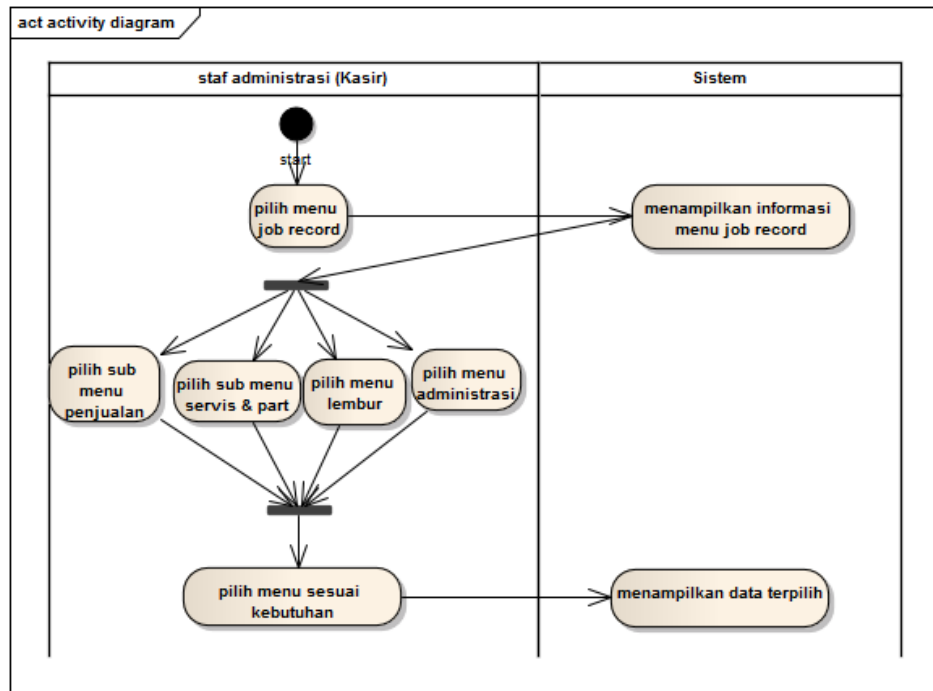 act activity diagram
staf administrasi (Kasir)
Sistem
start
pilih menu
job record
menampilkan informasi
menu job record
pilih sub
menu
penjualan
pilih sub menu
servis & part
pilih menu
lembur
pilih menu
administrasi
pilih menu sesuai
kebutuhan
menampilkan data terpilih